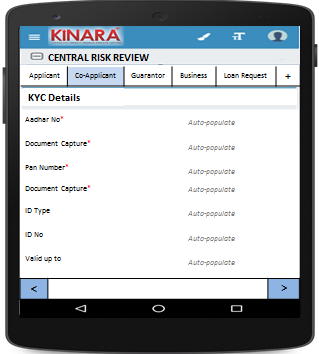 KINARA
CENTRAL RISK REVIEW
Applicant Co-Applicant Guarantor Business Loan Request +
KYC Details
Aadhar No* Auto-populate
Document Capture* Auto-populate
Pan Number* Auto-populate
Document Capture* Auto-populate
ID Type Auto-populate
ID No Auto-populate
Valid up to Auto-populate
< >